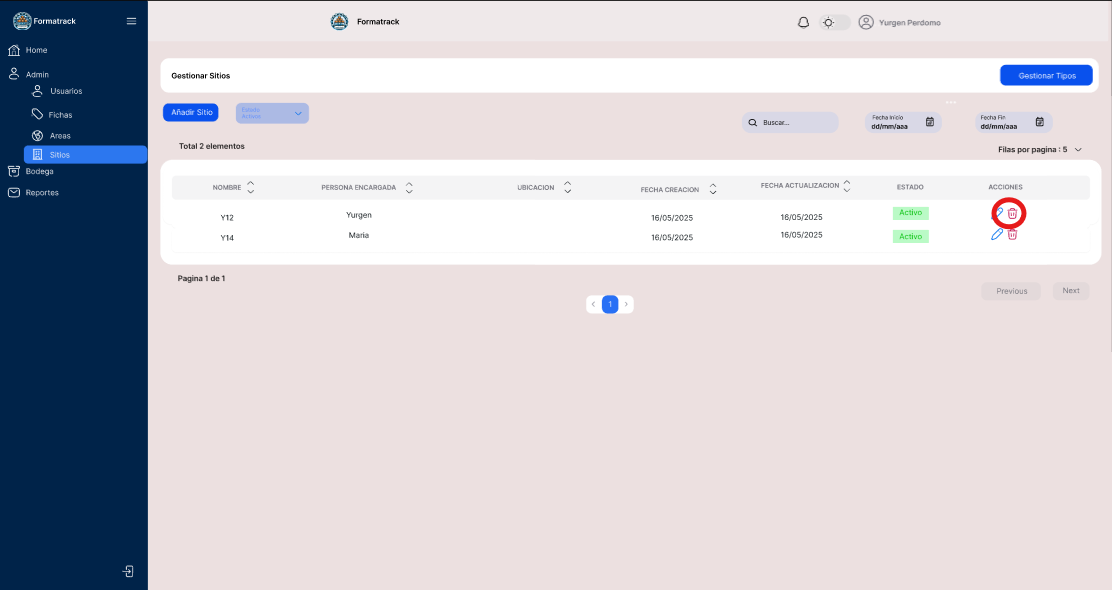 Formatrack
Formatrack
Yurgen Perdomo
Home
Admin
Usuarios
Fichas
Areas
Sitios
Bodega
Reportes
Gestionar Sitios
Gestionar Tipos
Añadir Sitio
Estado
Activos
Buscar...
Fecha Inicio
dd/mm/aaa
Fecha Fin
dd/mm/aaa
Total 2 elementos
Filas por pagina : 5
NOMBRE PERSONA ENCARGADA UBICACION FECHA CREACION FECHA ACTUALIZACION ESTADO ACCIONES
Y12 Yurgen 16/05/2025 16/05/2025 Activo
Y14 Maria 16/05/2025 16/05/2025 Activo
Pagina 1 de 1
< 1 >
Previous Next